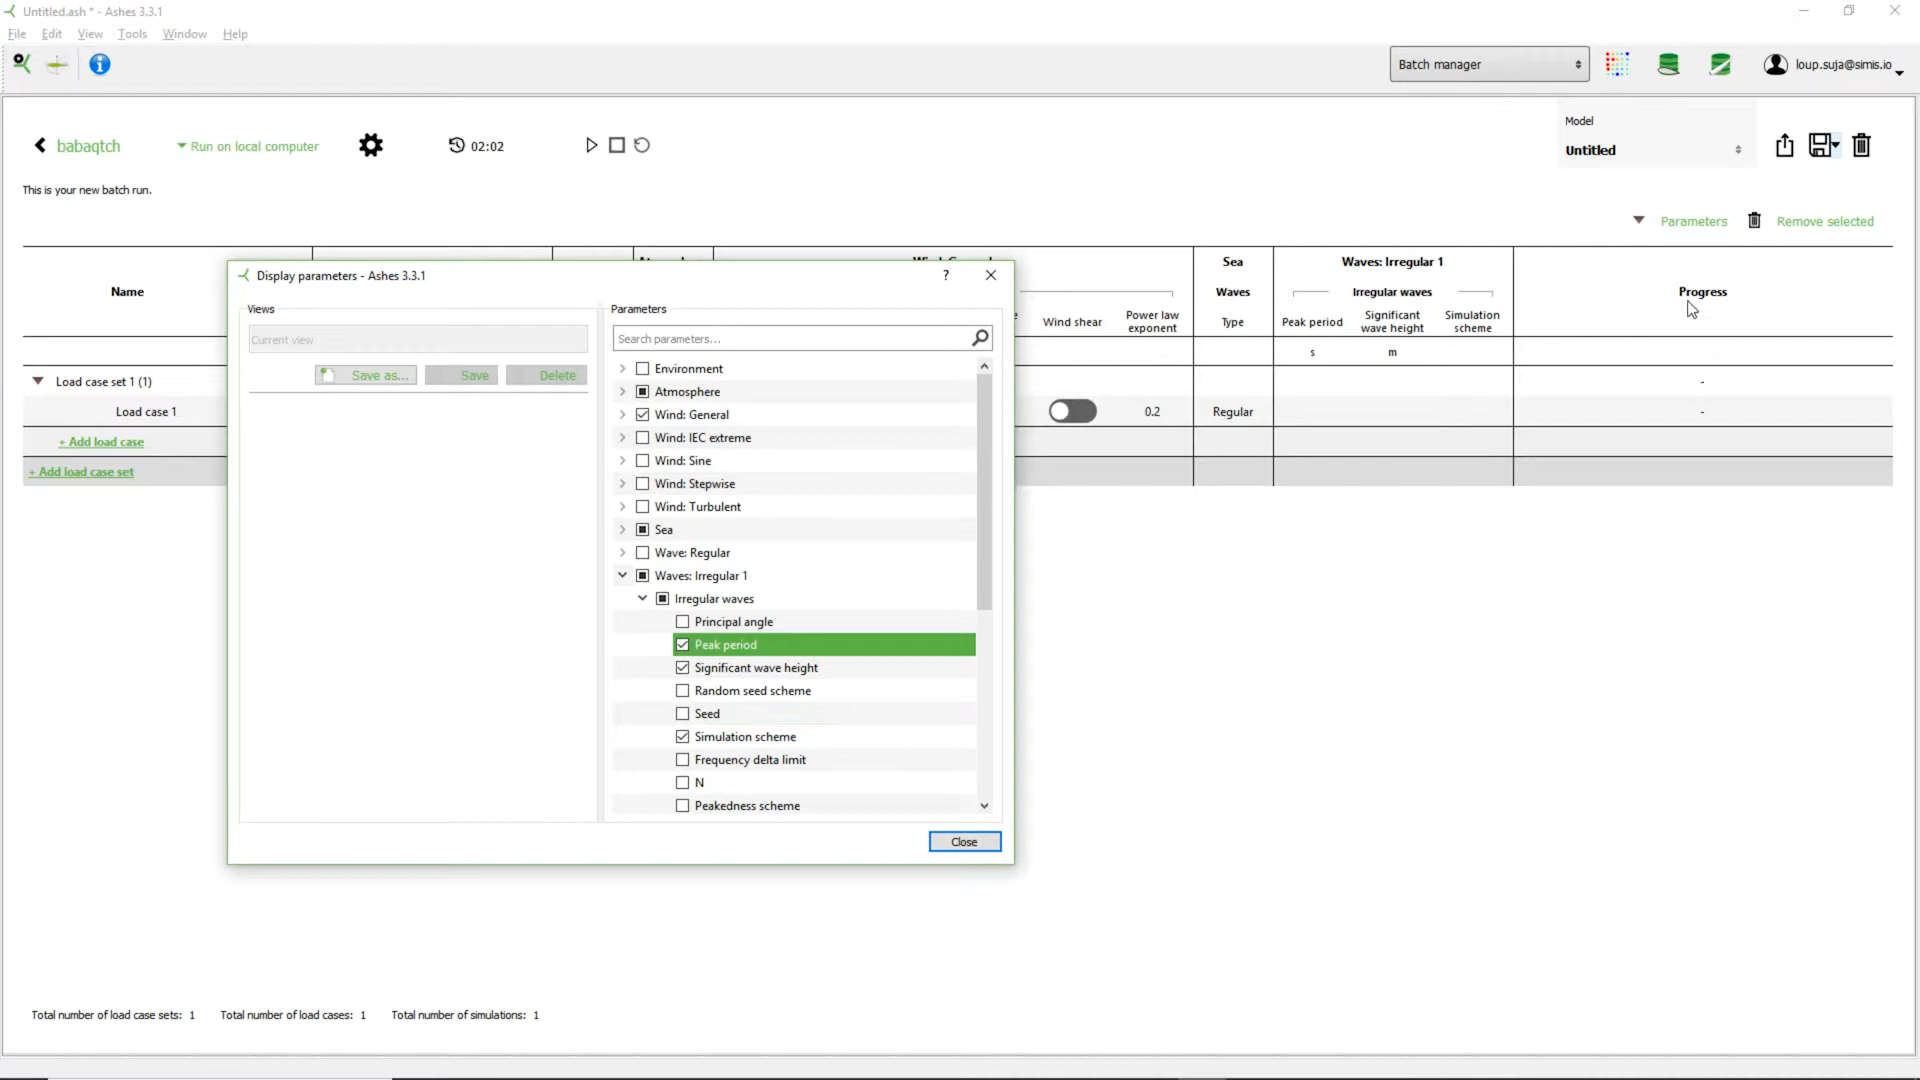 Untitled.ash * - Ashes 3.3.1
File Edit View Tools Window Help
Batch manager
loup.suja@simis.io
babaqtch
Run on local computer
02:02
Model
Untitled
This is your new batch run.
Parameters
Remove selected
Name
Sea
Waves: Irregular 1
Waves
Irregular waves
Progress
Wind shear
Power law exponent
Type
Peak period
Significant wave height
Simulation scheme
s
m
Load case set 1 (1)
-
Load case 1
0.2
Regular
-
+ Add load case
+ Add load case set
Display parameters - Ashes 3.3.1
?
Views
Current view
Save as...
Save
Delete
Parameters
Search parameters...
Environment
Atmosphere
Wind: General
Wind: IEC extreme
Wind: Sine
Wind: Stepwise
Wind: Turbulent
Sea
Wave: Regular
Waves: Irregular 1
Irregular waves
Principal angle
Peak period
Significant wave height
Random seed scheme
Seed
Simulation scheme
Frequency delta limit
N
Peakedness scheme
Close
Total number of load case sets: 1 Total number of load cases: 1 Total number of simulations: 1